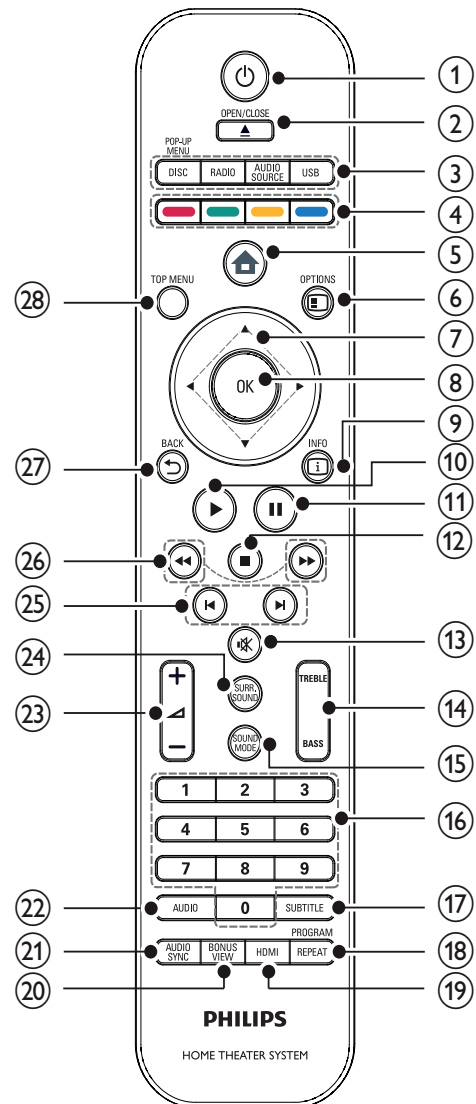 1
OPEN/CLOSE
2
POP-UP
MENU
DISC RADIO AUDIO
SOURCE USB
3
4
5
TOP MENU OPTIONS
28
6
7
OK
8
BACK INFO
i
9
27
10
11
12
26
25
13
24
SURR.
SOUND
TREBLE
+
23
14
SOUND
MODE
BASS
−
15
1 2 3
4 5 6
16
7 8 9
22
AUDIO 0 SUBTITLE
17
PROGRAM
21
AUDIO
SYNC BONUS
VIEW HDMI REPEAT
18
20
19
PHILIPS
HOME THEATER SYSTEM